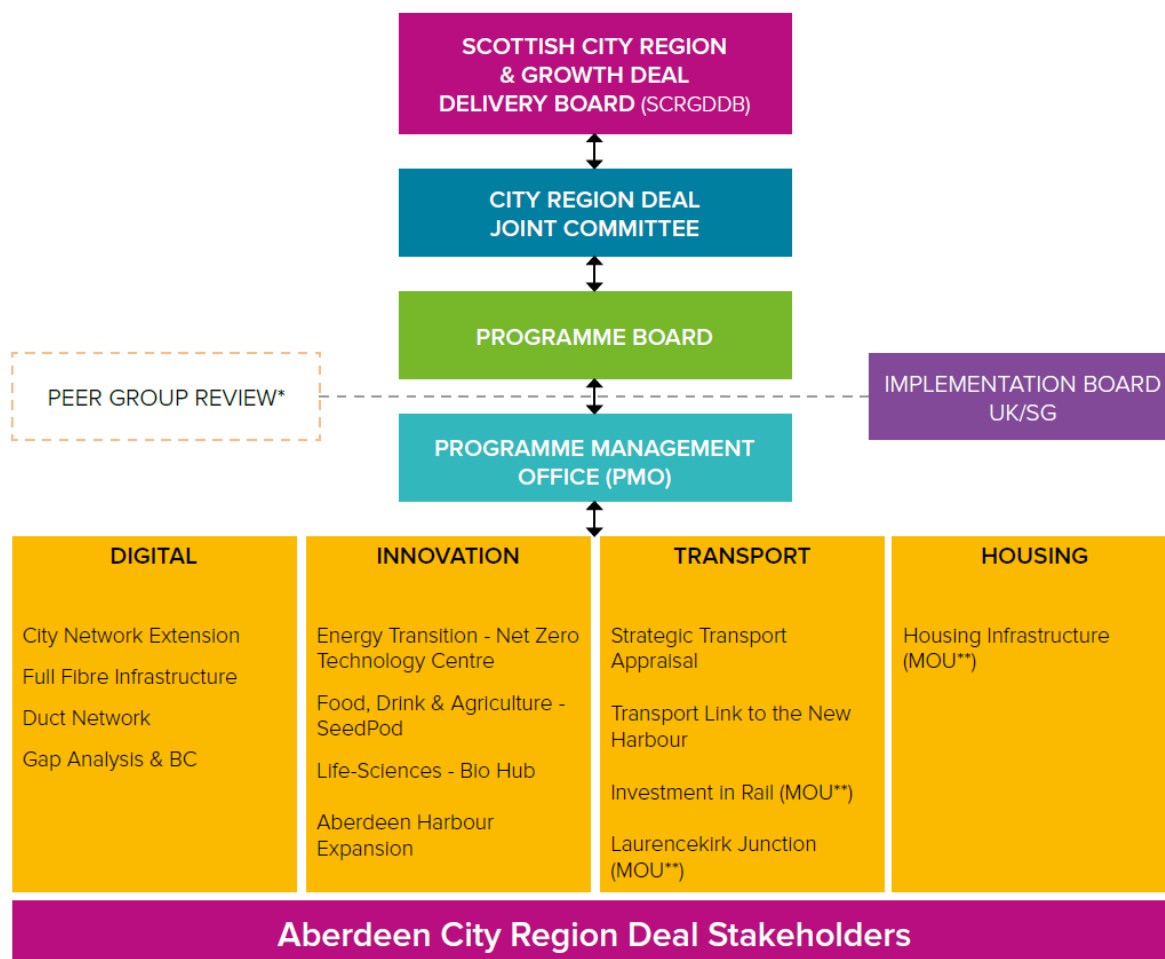 SCOTTISH CITY REGION
& GROWTH DEAL
DELIVERY BOARD (SCRGDDB)
CITY REGION DEAL
JOINT COMMITTEE
PROGRAMME BOARD
PEER GROUP REVIEW*
IMPLEMENTATION BOARD
UK/SG
PROGRAMME MANAGEMENT
OFFICE (PMO)
DIGITAL
City Network Extension
Full Fibre Infrastructure
Duct Network
Gap Analysis & BC
INNOVATION
Energy Transition - Net Zero
Technology Centre
Food, Drink & Agriculture -
SeedPod
Life-Sciences - Bio Hub
Aberdeen Harbour
Expansion
TRANSPORT
Strategic Transport
Appraisal
Transport Link to the New
Harbour
Investment in Rail (MOU**)
Laurencekirk Junction
(MOU**)
HOUSING
Housing Infrastructure
(MOU**)
Aberdeen City Region Deal Stakeholders